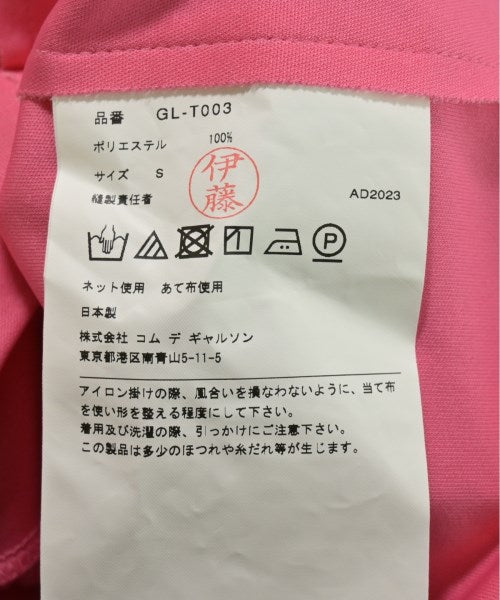 品番 GL-T003
ポリエステル 100%
サイズ S
縫製責任者 伊藤 AD2023
P
ネット使用 あて布使用
日本製
株式会社 コム デ ギャルソン
東京都港区南青山5-11-5
アイロン掛けの際、風合いを損なわないように、当て布
を使い形を整える程度にして下さい。
着用及び洗濯の際、引っかけにご注意下さい。
この製品は多少のほつれや糸だれ等が生じます。